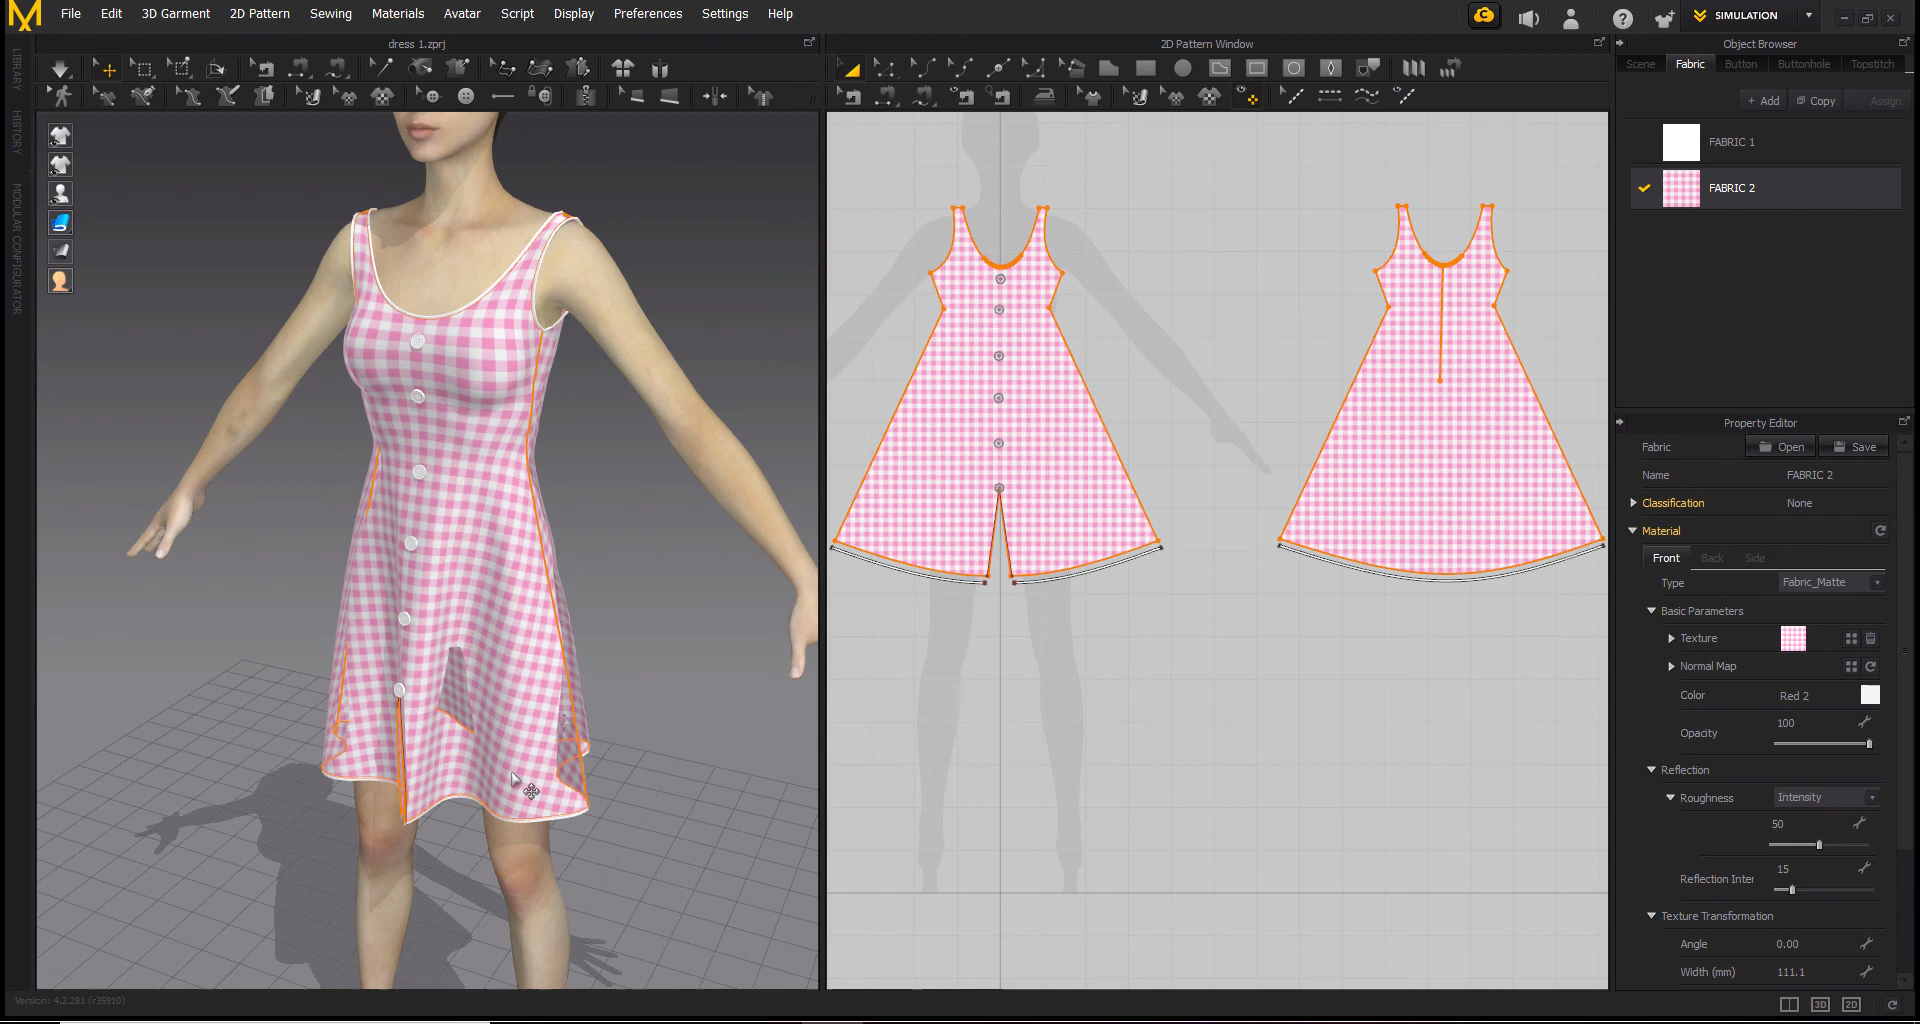 File Edit 3D Garment 2D Pattern Sewing Materials Avatar Script Display Preferences Settings Help
SIMULATION
dress 1.zprj
2D Pattern Window
Object Browser
Scene Fabric Button Buttonhole Topstitch
+ Add Copy Assign
FABRIC 1
FABRIC 2
LIBRARY
HISTORY
MODULAR CONFIGURATOR
Property Editor
Fabric Open Save
Name FABRIC 2
Classification None
Material
Front Back Side
Type Fabric_Matte
Basic Parameters
Texture
Normal Map
Color Red 2
Opacity 100
Reflection
Roughness Intensity
50
Reflection Inter 15
Texture Transformation
Angle 0.00
Width (mm) 111.1
Version: 4.2.281 (r35910)
3D 2D